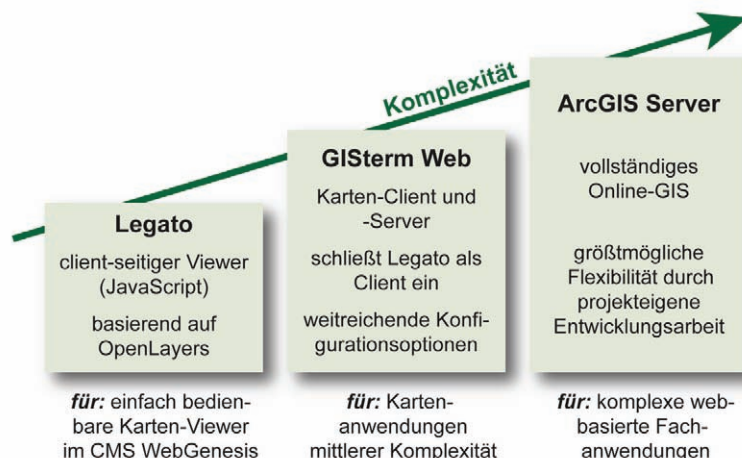 Komplexität
Legato
client-seitiger Viewer
(JavaScript)
basierend auf
OpenLayers
für: einfach bedien-
bare Karten-Viewer
im CMS WebGenesis
GISterm Web
Karten-Client und
-Server
schließt Legato als
Client ein
weitreichende Konfi-
gurationsoptionen
für: Karten-
anwendungen
mittlerer Komplexität
ArcGIS Server
vollständiges
Online-GIS
größtmögliche
Flexibilität durch
projekteigene
Entwicklungsarbeit
für: komplexe web-
basierte Fach-
anwendungen